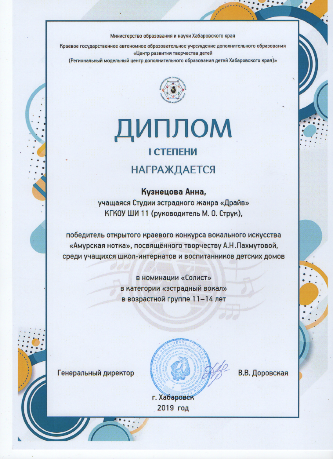 Министерство образования и науки Хабаровского края
Краевое государственное автономное образовательное учреждение дополнительного образования
«Центр развития творчества детей
(Региональный модельный центр дополнительного образования детей Хабаровского края)»
ДИПЛОМ
I СТЕПЕНИ
НАГРАЖДАЕТСЯ
Кузнецова Анна,
учащаяся Студии эстрадного жанра «Драйв»
КГКОУ ШИ 11 (руководитель М. О. Струк),
победитель открытого краевого конкурса вокального искусства
«Амурская нотка», посвящённого творчеству А.Н.Пахмутовой,
среди учащихся школ-интернатов и воспитанников детских домов
в номинации «Солист»
в категории «эстрадный вокал»
в возрастной группе 11–14 лет
Генеральный директор
В.В. Доровская
г. Хабаровск
2019 год